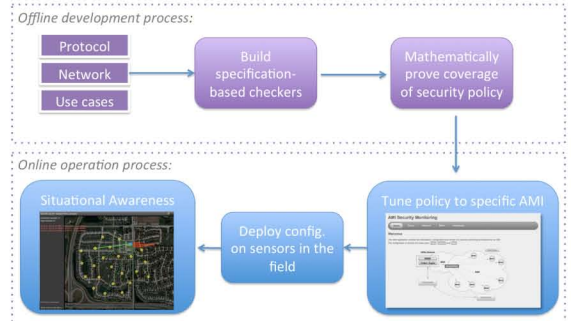 Offline development process:
Protocol
Network
Use cases
Build
specification-
based checkers
Mathematically
prove coverage
of security policy
Online operation process:
Situational Awareness
Deploy config.
on sensors in the
field
Tune policy to specific AMI
AMI Security Monitoring